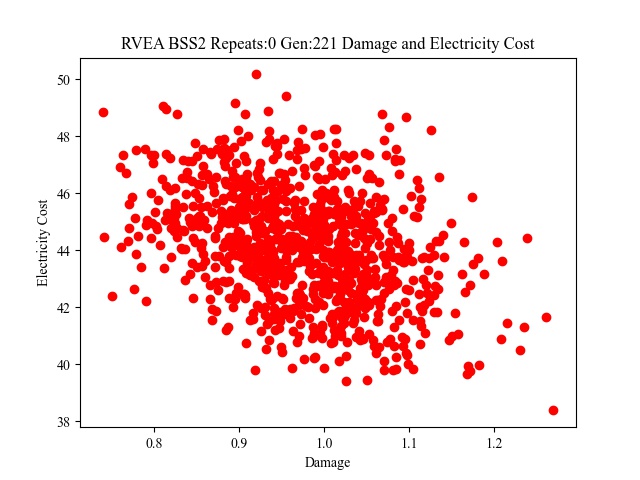 RVEA BSS2 Repeats:0 Gen:221 Damage and Electricity Cost
50
48
46
44
42
40
38
Electricity Cost
0.8 0.9 1.0 1.1 1.2
Damage